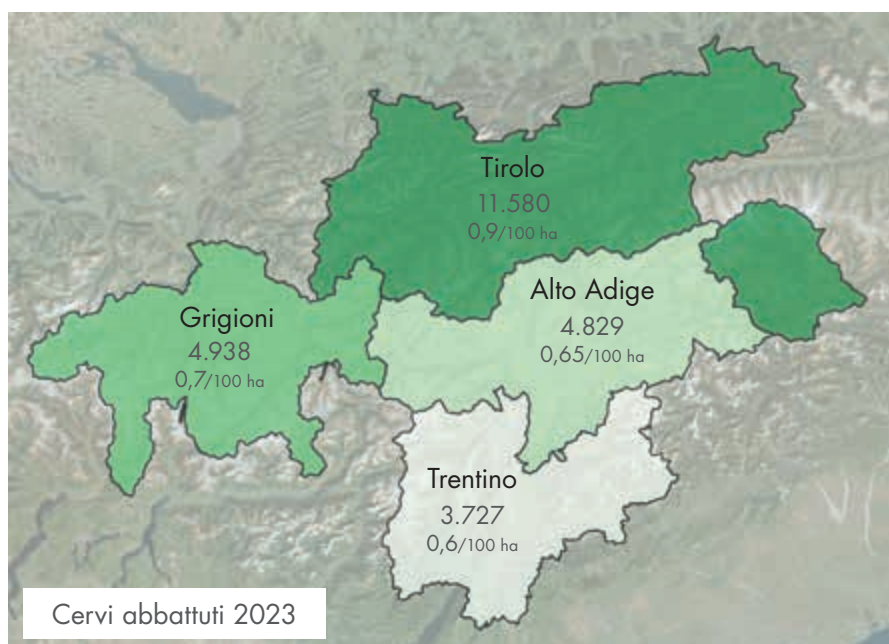 Tirolo
11.580
0,9/100 ha
Alto Adige
4.829
0,65/100 ha
Grigioni
4.938
0,7/100 ha
Trentino
3.727
0,6/100 ha
Cervi abbattuti 2023